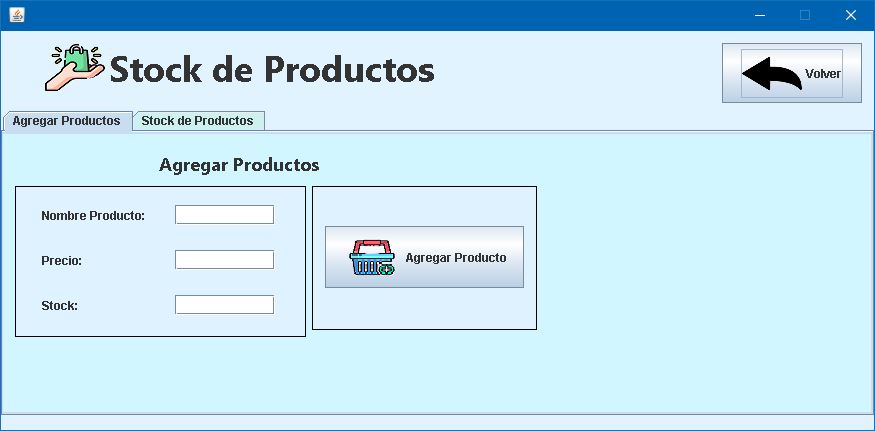 Stock de Productos
Volver
Agregar Productos
Stock de Productos
Agregar Productos
Nombre Producto:
Precio:
Stock:
Agregar Producto